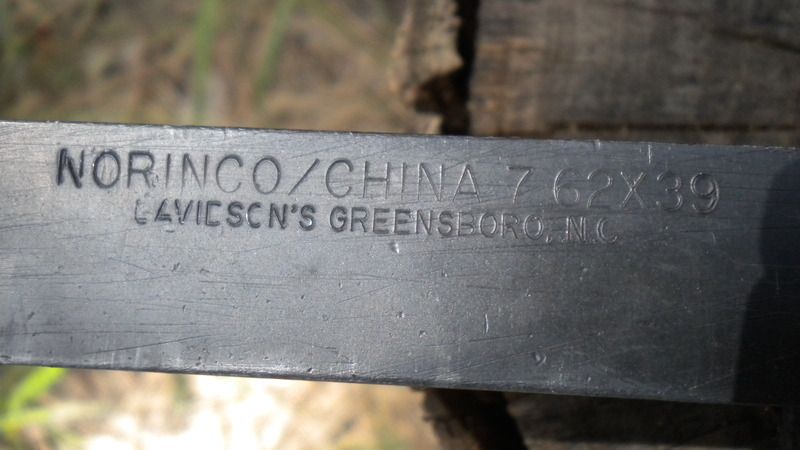 NORINCO/CHINA 7.62X39
DAVIDSON'S GREENSBORO, N.C